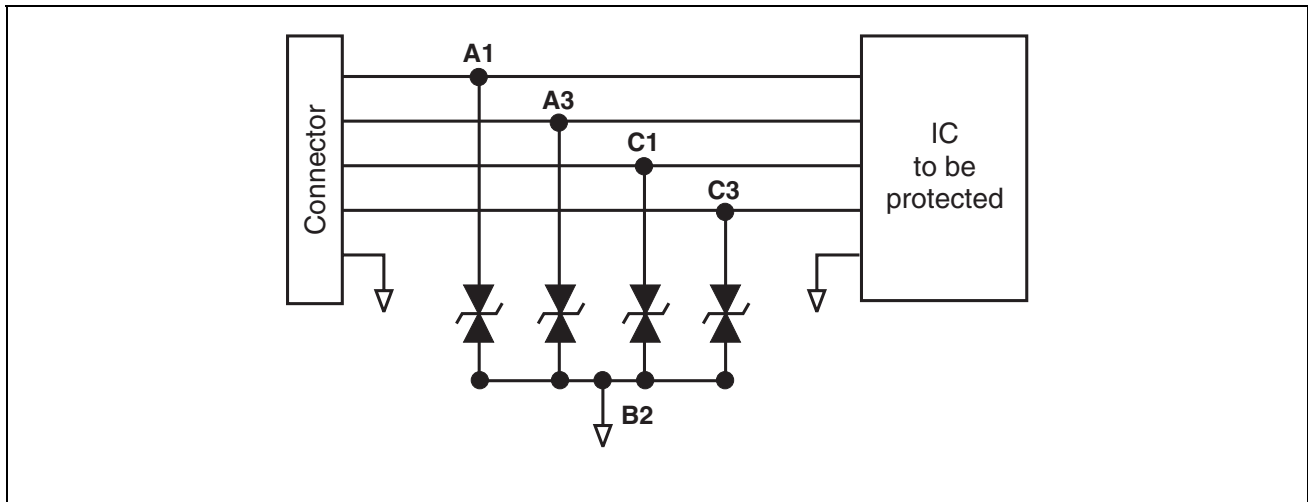 A1
A3
C1
C3
Connector
IC
to be
protected
B2